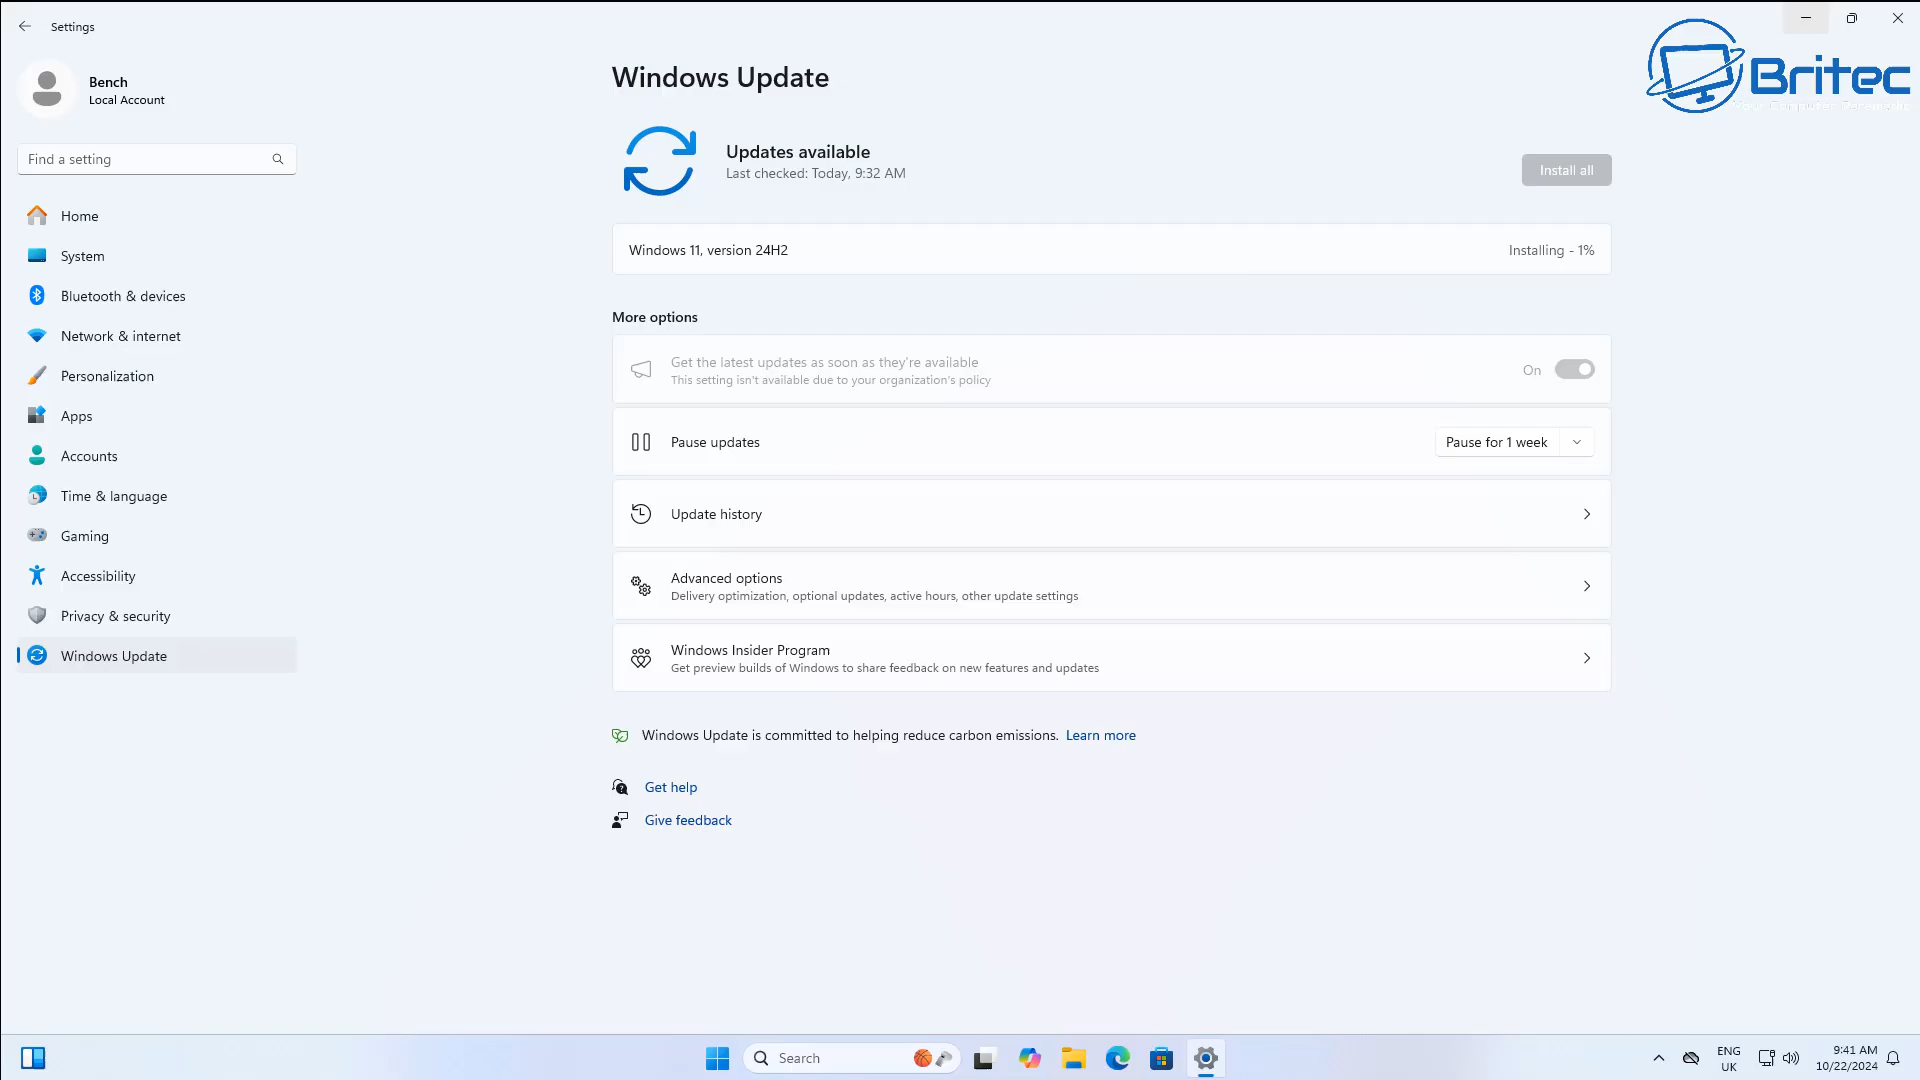 Settings
Bench
Local Account
Find a setting
Home
System
Bluetooth & devices
Network & internet
Personalization
Apps
Accounts
Time & language
Gaming
Accessibility
Privacy & security
Windows Update
Windows Update
Britec
Updates available
Last checked: Today, 9:32 AM
Install all
Windows 11, version 24H2
Installing - 1%
More options
Get the latest updates as soon as they're available
This setting isn't available due to your organization's policy
On
Pause updates
Pause for 1 week
Update history
Advanced options
Delivery optimization, optional updates, active hours, other update settings
Windows Insider Program
Get preview builds of Windows to share feedback on new features and updates
Windows Update is committed to helping reduce carbon emissions. Learn more
Get help
Give feedback
Search
ENG
UK
9:41 AM
10/22/2024